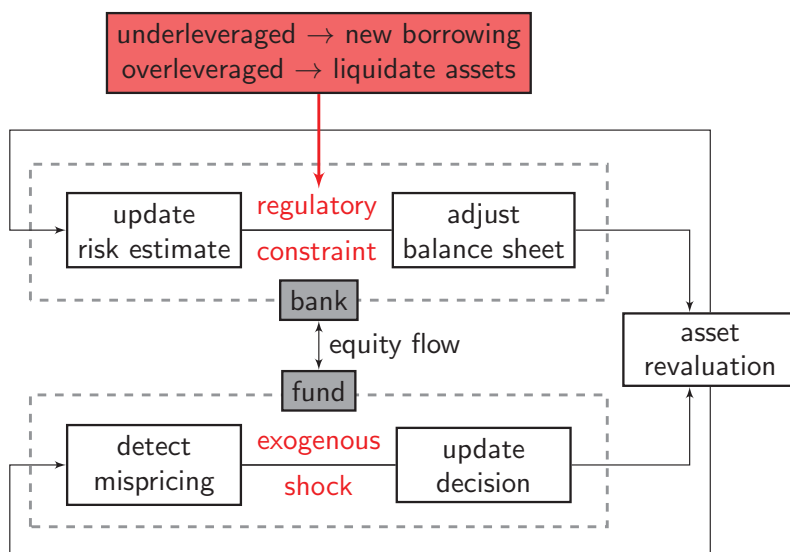 underleveraged → new borrowing
overleveraged → liquidate assets
update
risk estimate
regulatory
constraint
adjust
balance sheet
bank
equity flow
fund
asset
revaluation
detect
mispricing
exogenous
shock
update
decision